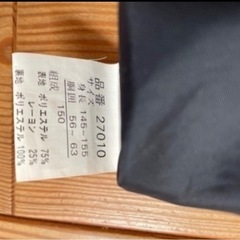 品番 27010
サイズ
身長 145-155
胴囲 56-63
150
組成
表地 ポリエステル 75%
レーヨン 25%
裏地 ポリエステル 100%